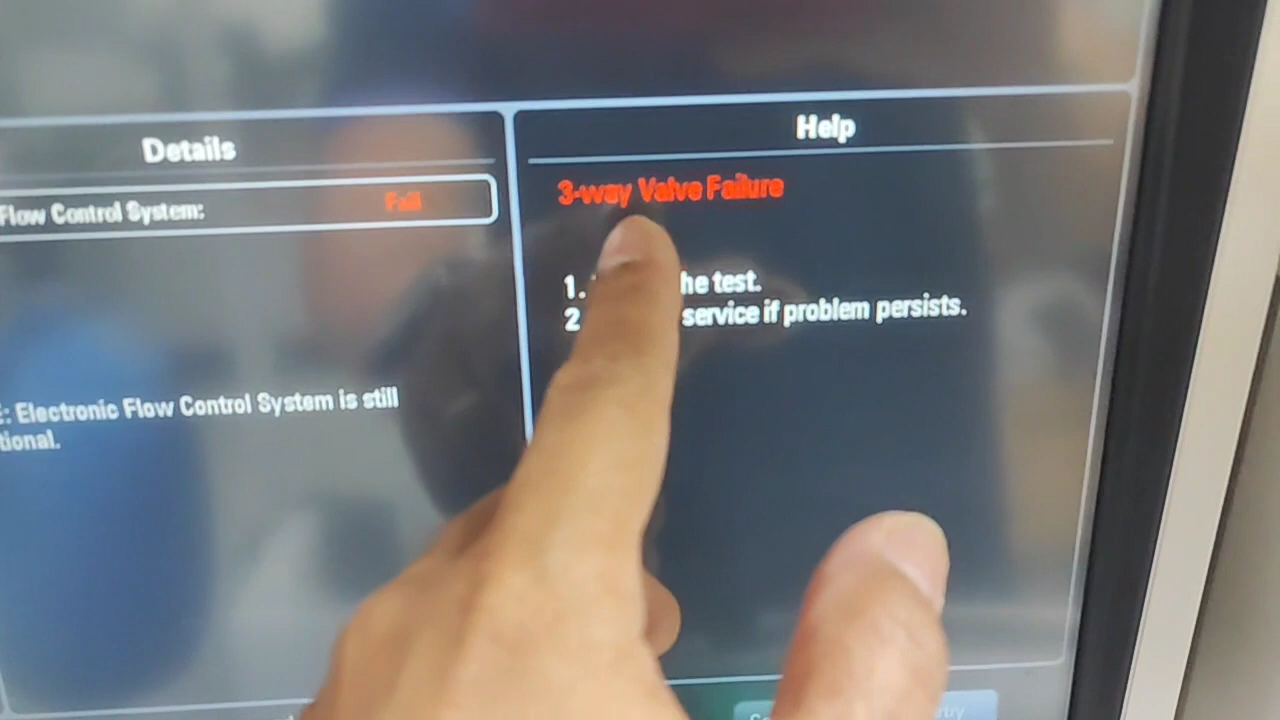 Details
Help
Flow Control System: Fail
3-way Valve Failure
1. he test.
2 service if problem persists.
: Electronic Flow Control System is still
tional.